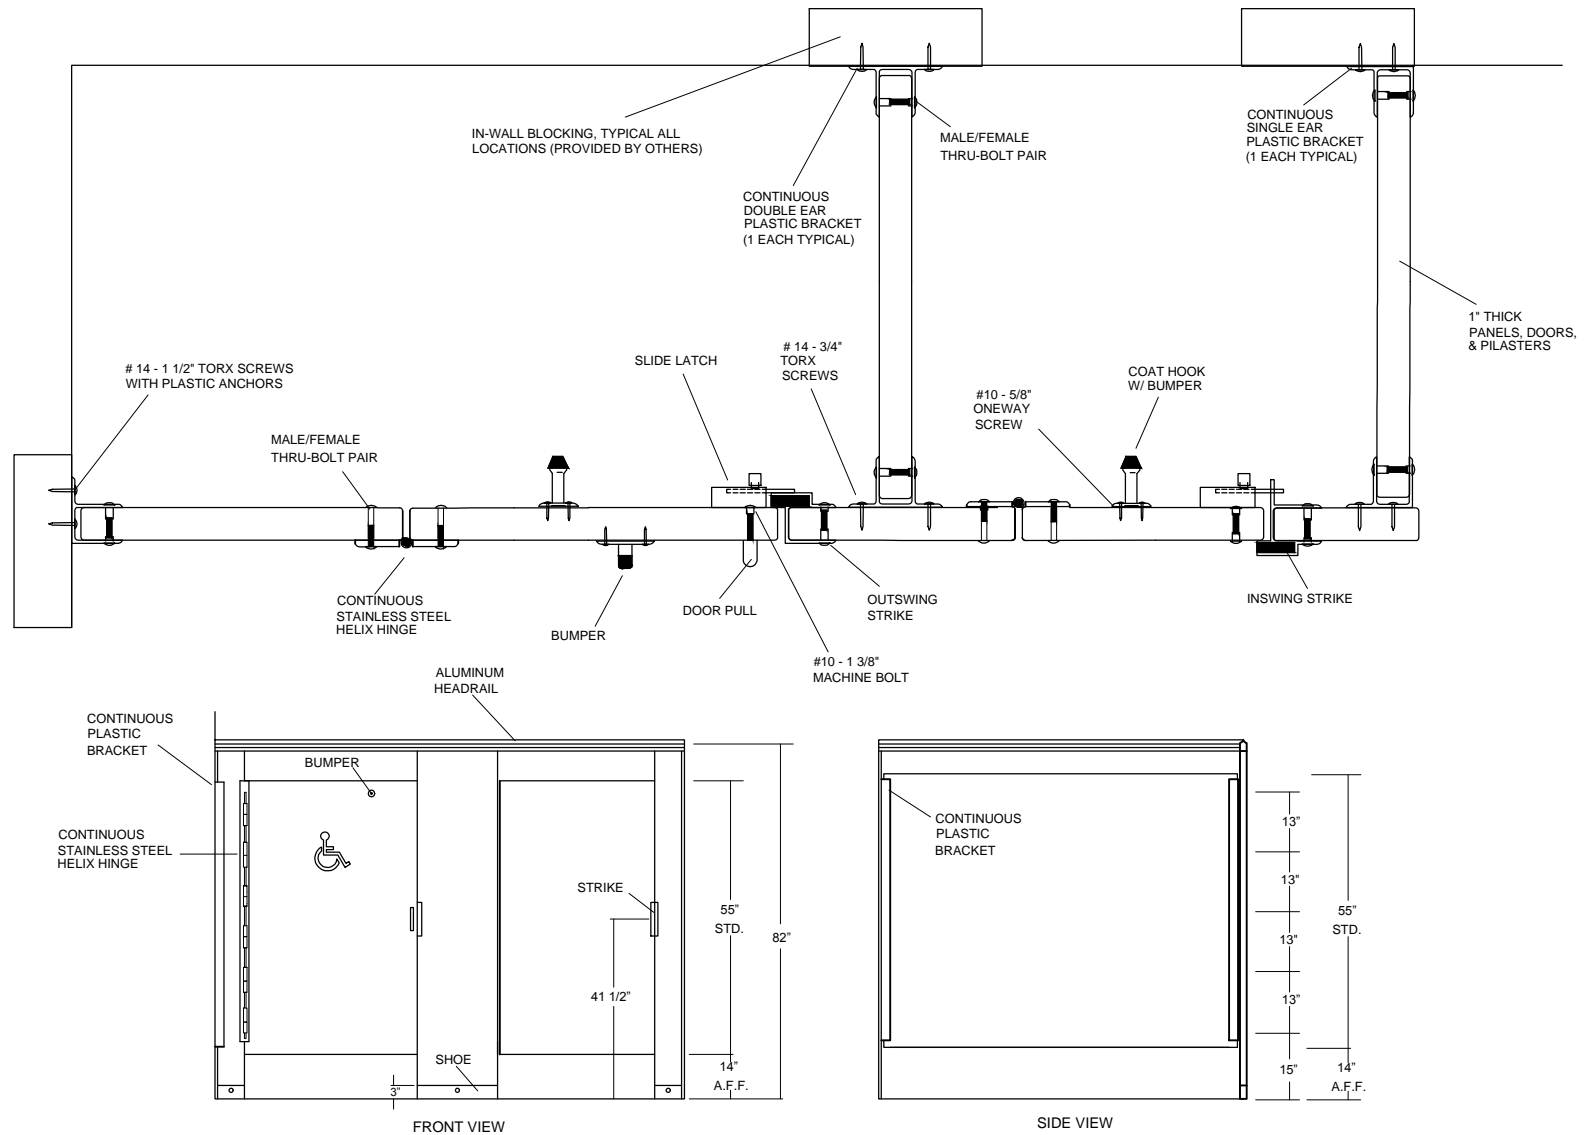 IN-WALL BLOCKING, TYPICAL ALL
LOCATIONS (PROVIDED BY OTHERS)
MALE/FEMALE
THRU-BOLT PAIR
CONTINUOUS
SINGLE EAR
PLASTIC BRACKET
(1 EACH TYPICAL)
CONTINUOUS
DOUBLE EAR
PLASTIC BRACKET
(1 EACH TYPICAL)
1" THICK
PANELS, DOORS,
& PILASTERS
# 14 - 1 1/2" TORX SCREWS
WITH PLASTIC ANCHORS
SLIDE LATCH
# 14 - 3/4"
TORX
SCREWS
#10 - 5/8"
ONEWAY
SCREW
COAT HOOK
W/ BUMPER
MALE/FEMALE
THRU-BOLT PAIR
CONTINUOUS
STAINLESS STEEL
HELIX HINGE
BUMPER
DOOR PULL
OUTSWING
STRIKE
INSWING STRIKE
#10 - 1 3/8"
MACHINE BOLT
ALUMINUM
HEADRAIL
CONTINUOUS
PLASTIC
BRACKET
BUMPER
CONTINUOUS
STAINLESS STEEL
HELIX HINGE
STRIKE
55"
STD.
82"
41 1/2"
SHOE
3"
14"
A.F.F.
FRONT VIEW
CONTINUOUS
PLASTIC
BRACKET
13"
13"
13"
13"
15"
55"
STD.
14"
A.F.F.
SIDE VIEW